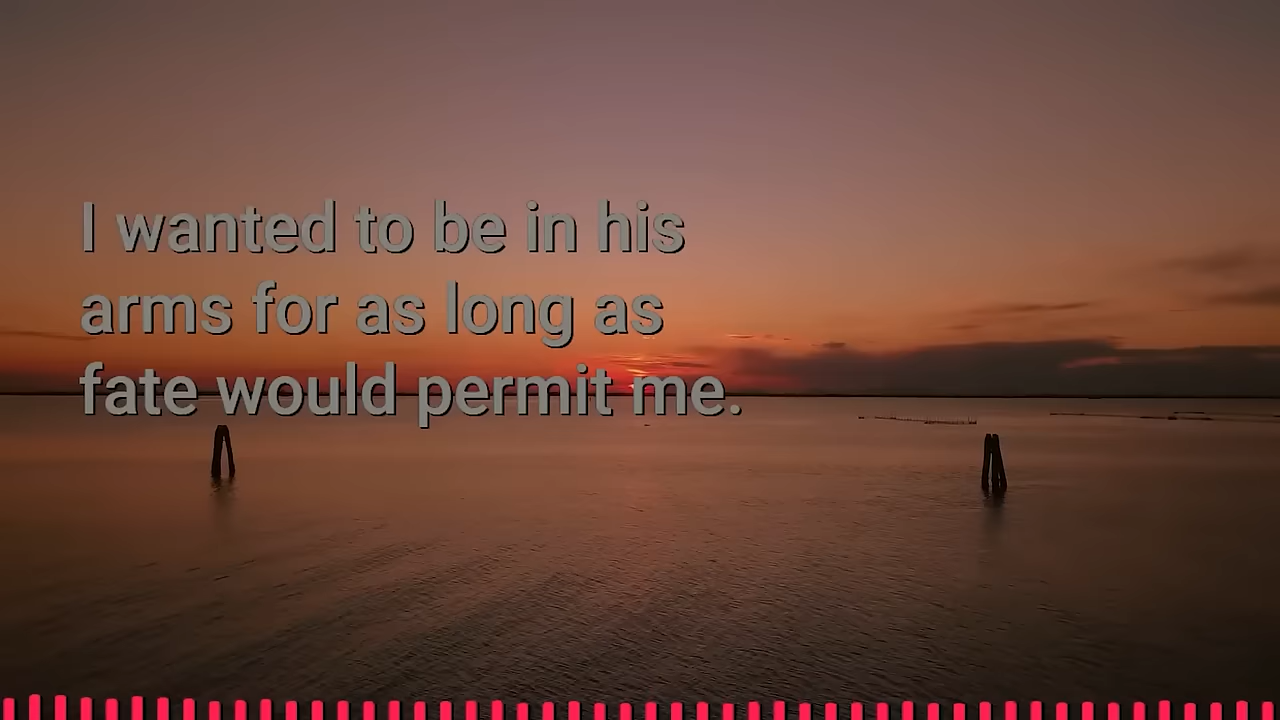 I wanted to be in his
arms for as long as
fate would permit me.